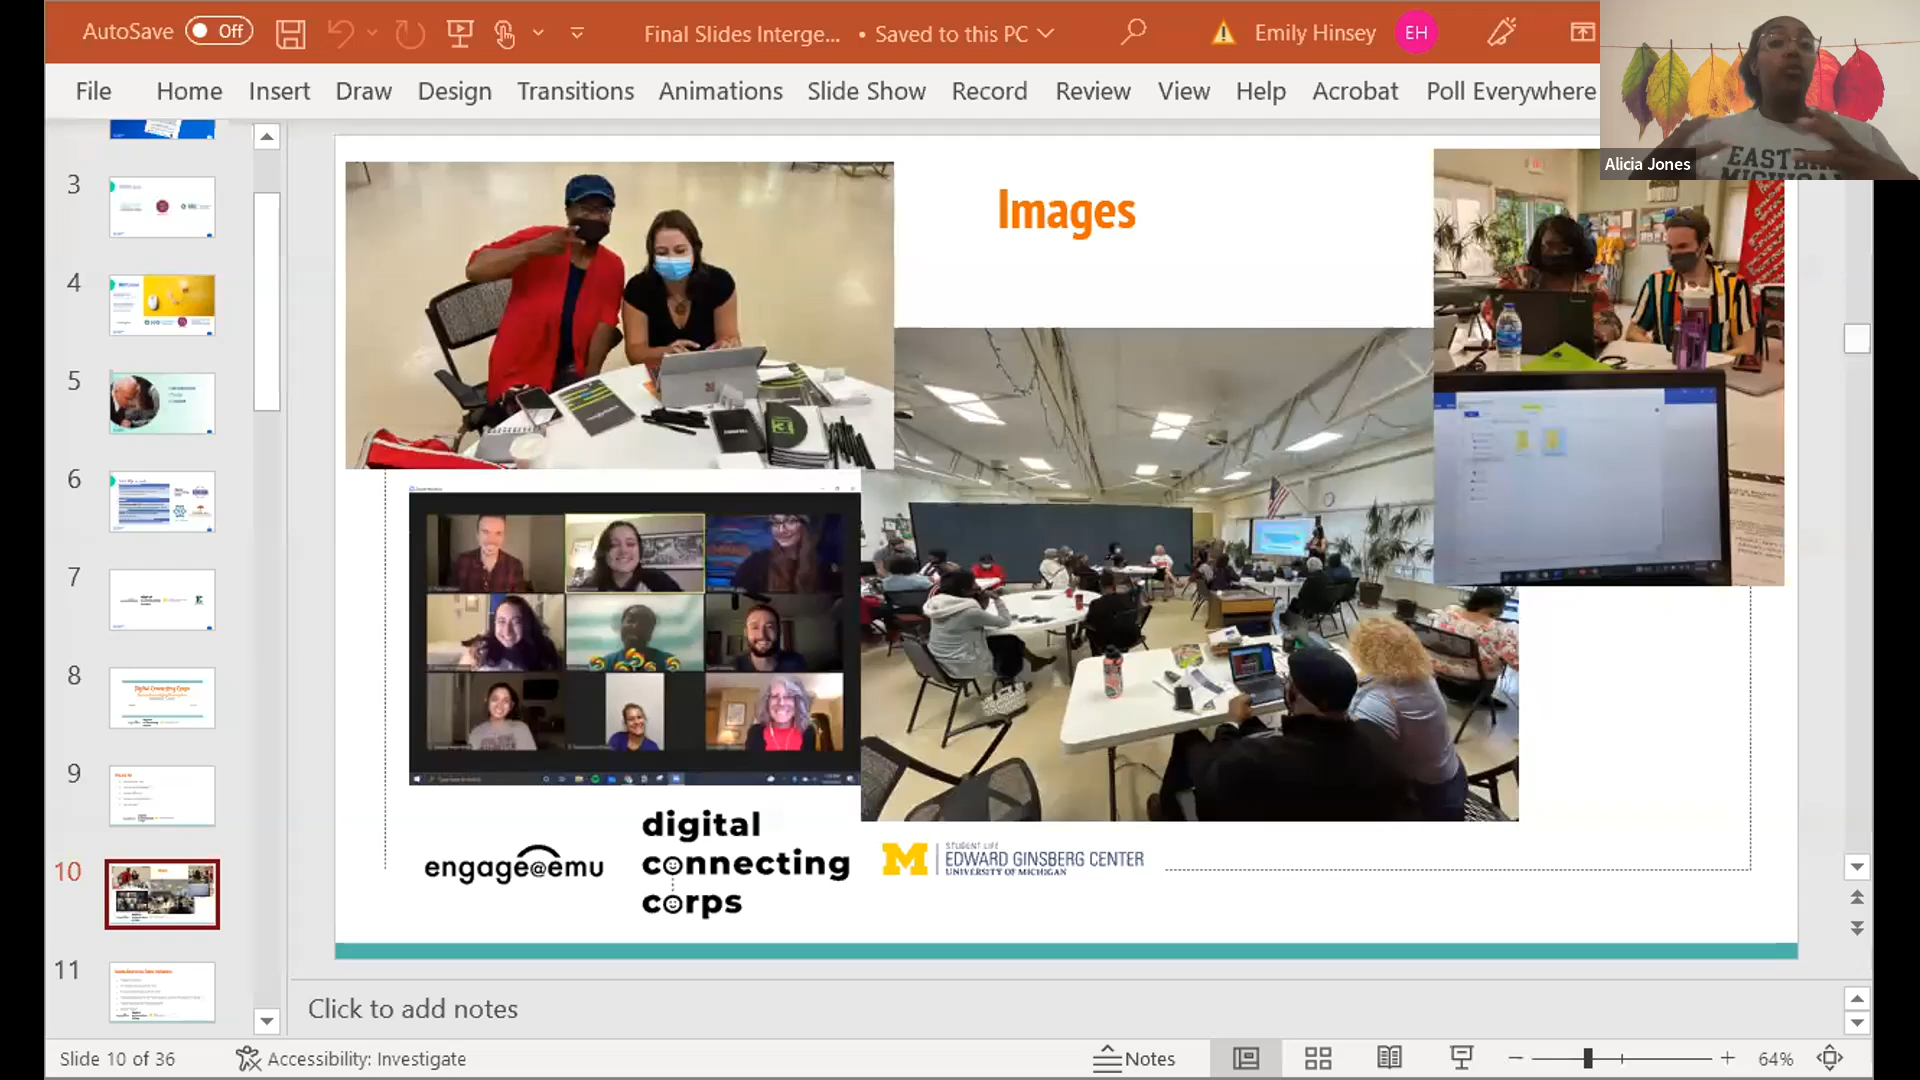 AutoSave Off
Final Slides Interge... • Saved to this PC
Emily Hinsey EH
File Home Insert Draw Design Transitions Animations Slide Show Record Review View Help Acrobat Poll Everywhere
Alicia Jones
EASTERN
MICHIGAN
3
4
5
6
7
8
9
10
11
Images
engage@emu
digital
connecting
corps
M
STUDENT LIFE
EDWARD GINSBERG CENTER
UNIVERSITY OF MICHIGAN
Click to add notes
Slide 10 of 36
Accessibility: Investigate
Notes
64%